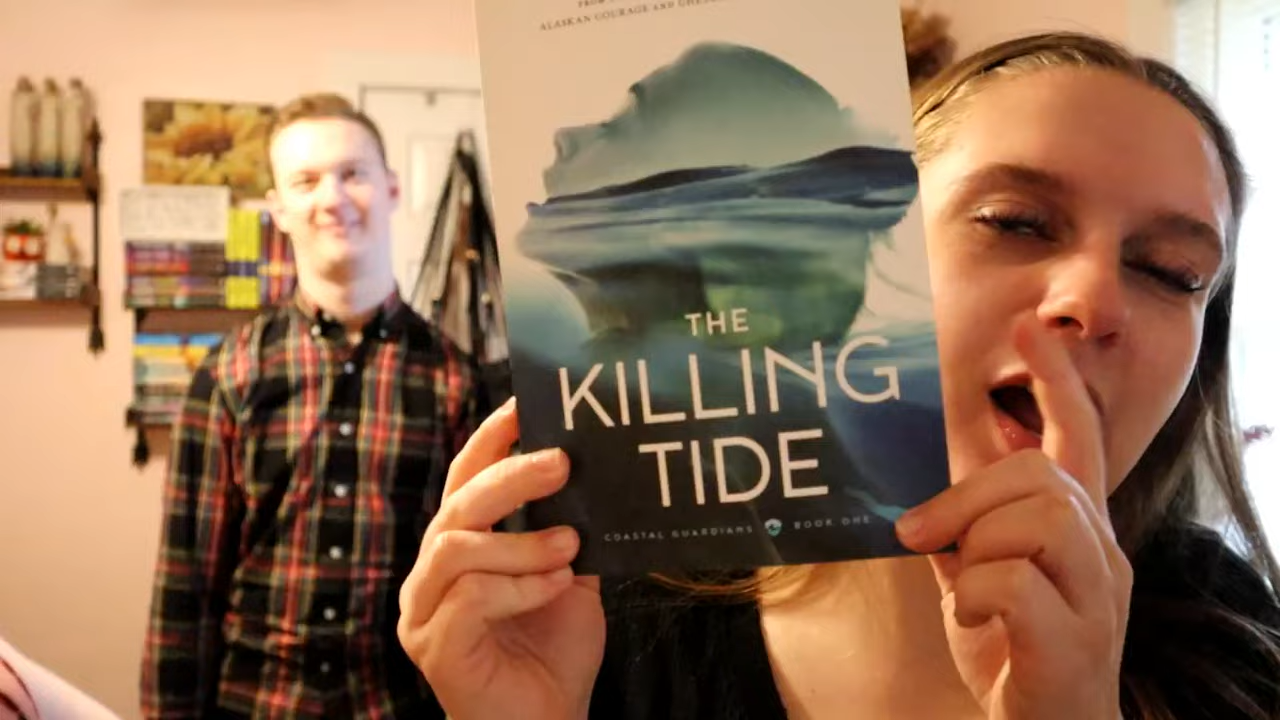 ALASKAN COURAGE AND
THE
KILLING
TIDE
COASTAL GUARDIANS BOOK ONE